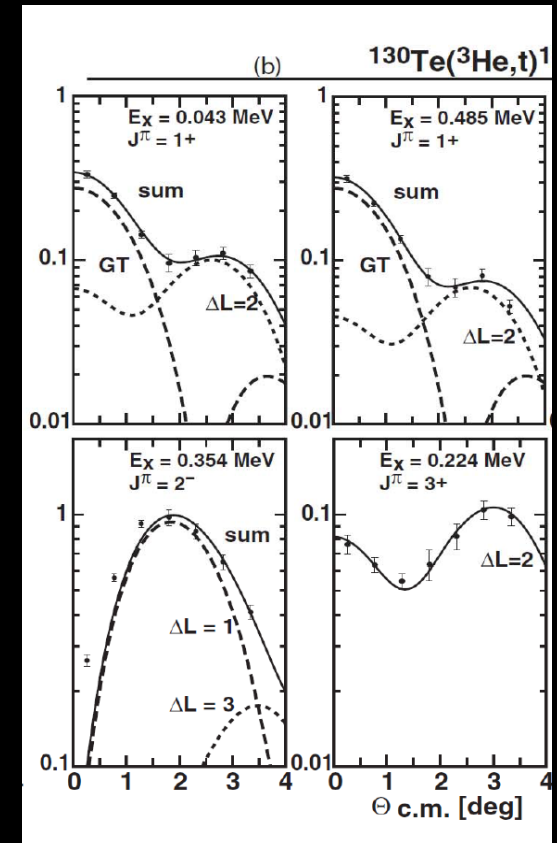 (b)
¹³⁰Te(³He,t)¹
1
Ex = 0.043 MeV
Jπ = 1+
sum
0.1
GT
ΔL=2
0.01
1
Ex = 0.485 MeV
Jπ = 1+
sum
0.1
GT
ΔL=2
0.01
Ex = 0.354 MeV
Jπ = 2-
1
sum
ΔL = 1
ΔL = 3
0.1
0 1 2 3 4
Ex = 0.224 MeV
Jπ = 3+
0.1
ΔL=2
0.01
0 1 2 3 4
Θ c.m. [deg]